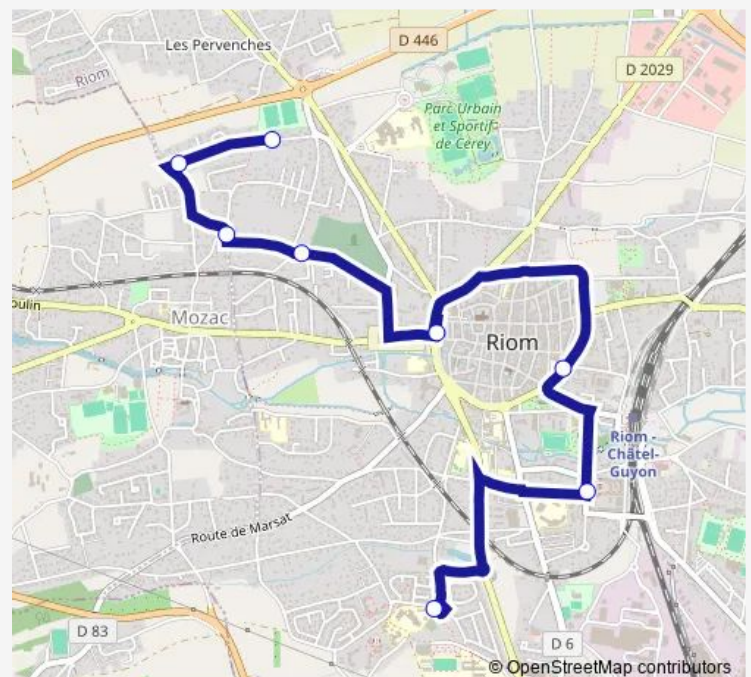 Les Pervenches
D 446
D 2029
Riom
Parc Urbain
et Sportif
de Cerey
oulin
Mozac
Riom
Riom -
Châtel-
Guyon
Route de Marsat
D 83
D 6
© OpenStreetMap contributors